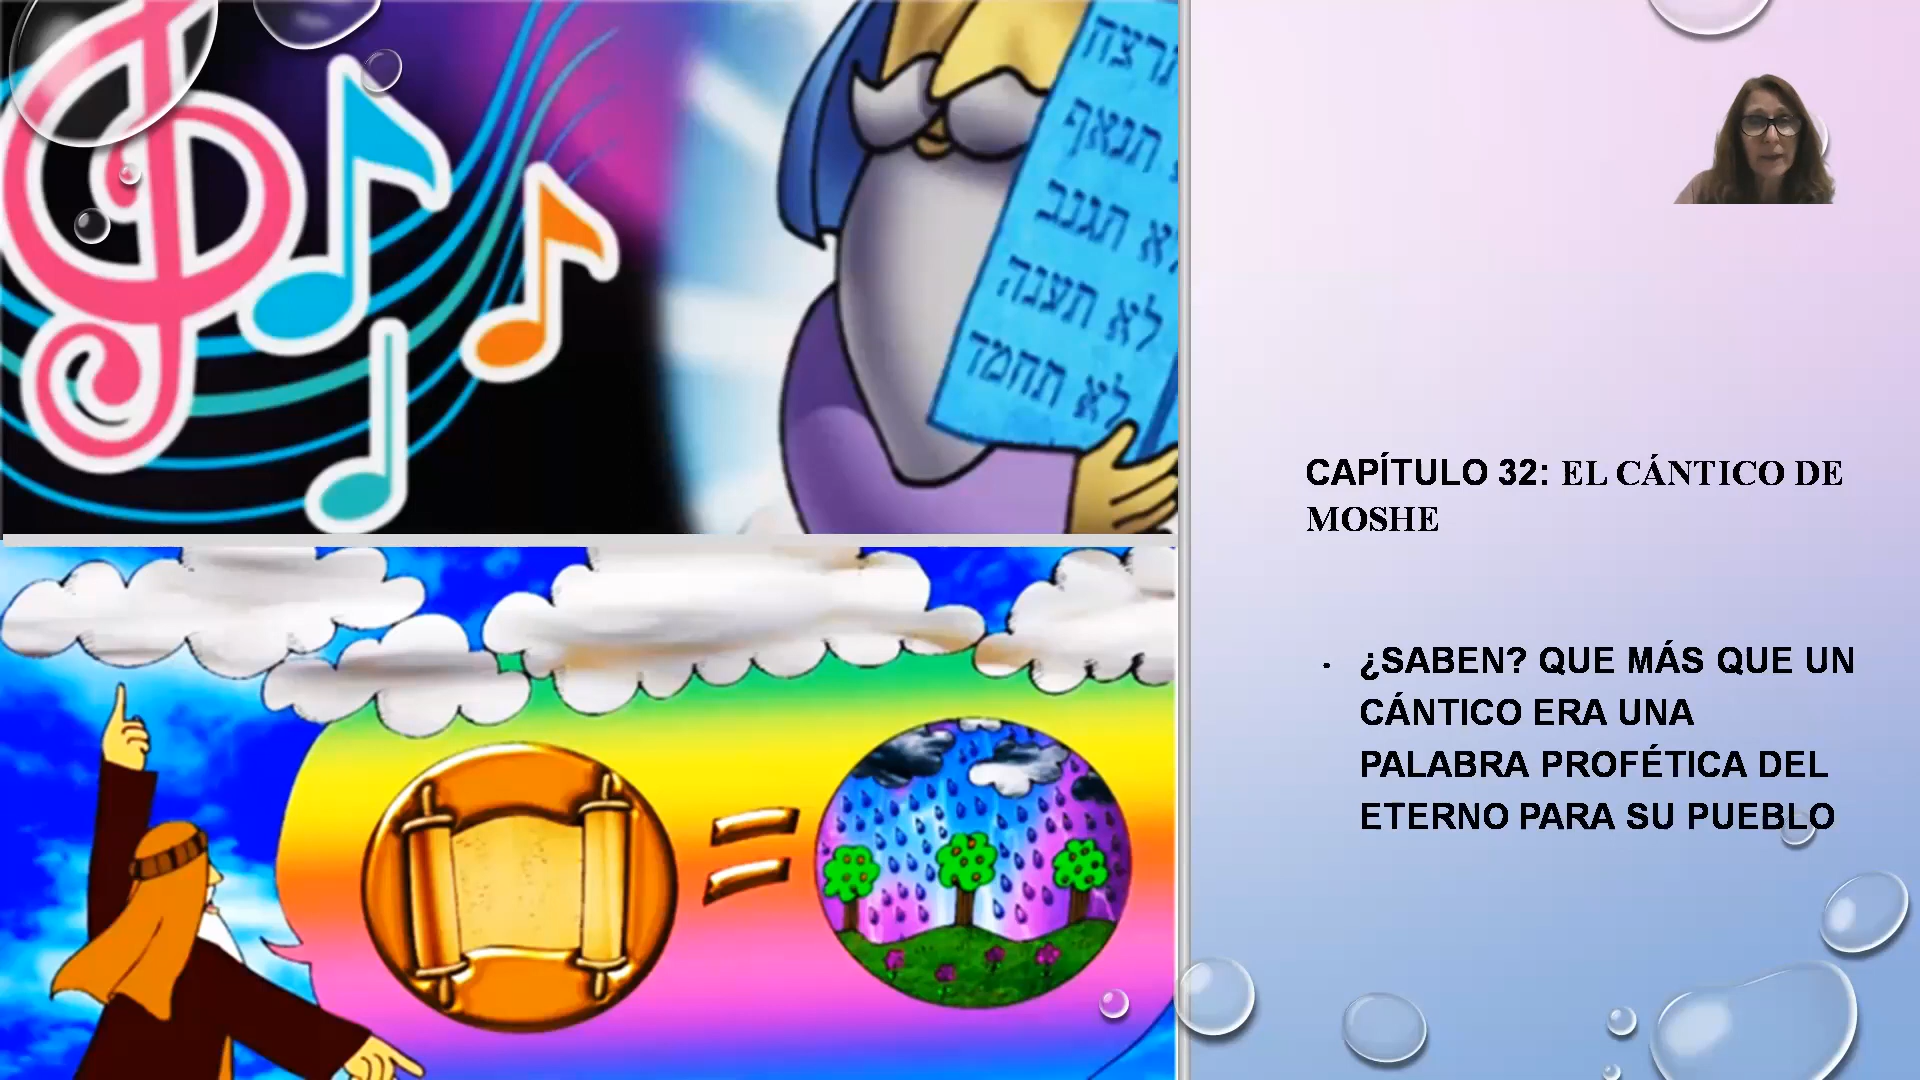 תרצח
תנאף
לא תגנב
לא תענה
לא תחמד
CAPÍTULO 32: EL CÁNTICO DE
MOSHE
• ¿SABEN? QUE MÁS QUE UN
CÁNTICO ERA UNA
PALABRA PROFÉTICA DEL
ETERNO PARA SU PUEBLO